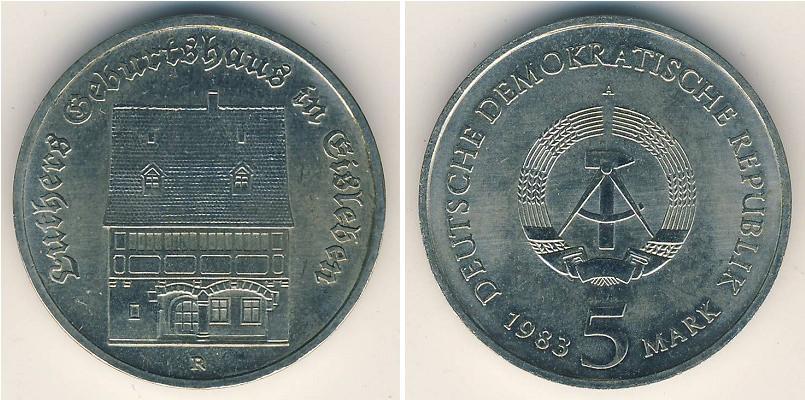 Luthers Geburtshaus in Eisleben
R
A
DEUTSCHE DEMOKRATISCHE REPUBLIK
1983 5 MARK